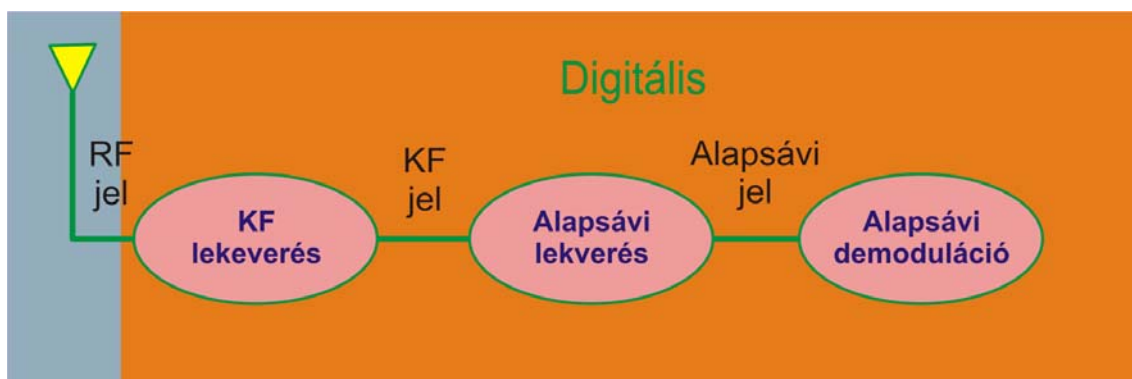 Digitális
RF
jel
KF
jel
Alapsávi
jel
KF
lekeverés
Alapsávi
lekverés
Alapsávi
demoduláció